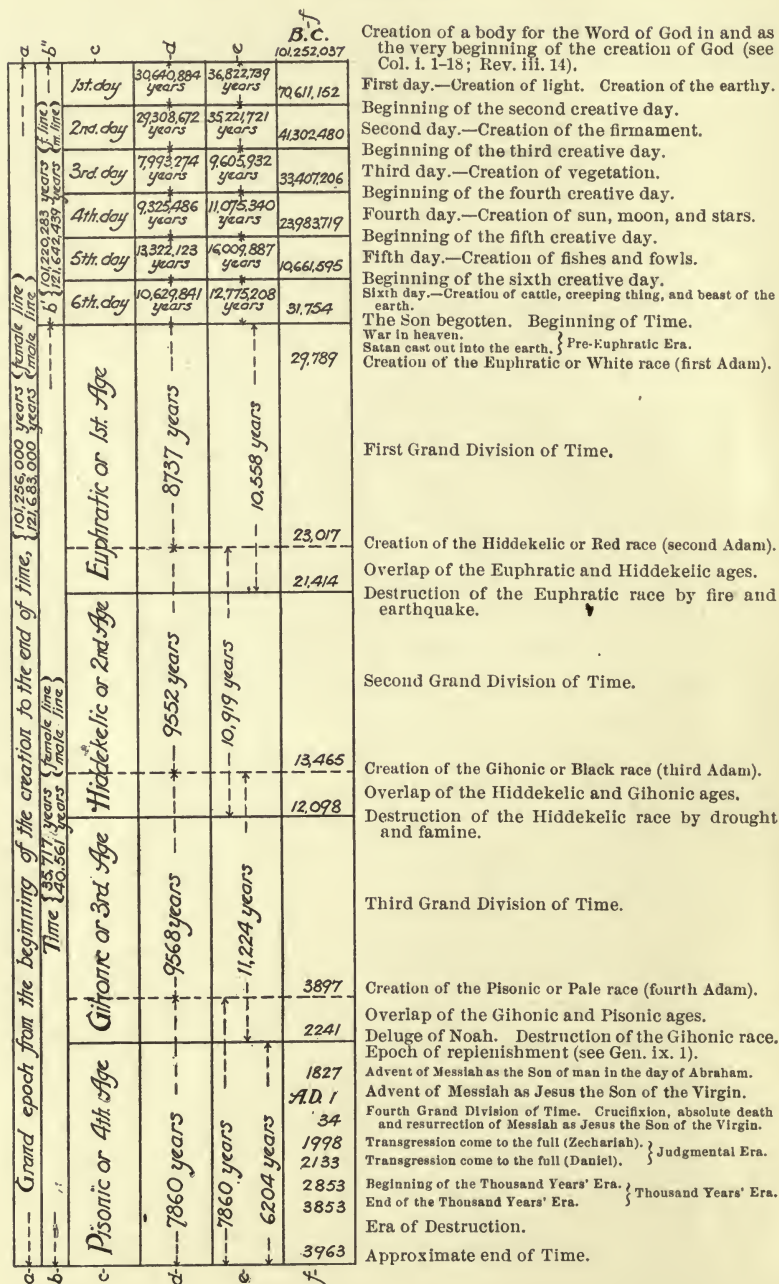 -a
-b"
c
-d
e
-f
B.C.
101,252,037
Creation of a body for the Word of God in and as
the very beginning of the creation of God (see
Col. i. 1-18; Rev. iii. 14).
1st. day
30,640,884
years
36,822,739
years
70,611,152
First day.—Creation of light. Creation of the earthy.
Beginning of the second creative day.
2nd. day
29,308,672
years
35,221,721
years
41,302,480
Second day.—Creation of the firmament.
Beginning of the third creative day.
3rd. day
7,993,274
years
9,605,932
years
33,407,206
Third day.—Creation of vegetation.
Beginning of the fourth creative day.
4th. day
9,325,486
years
11,075,340
years
23,983,719
Fourth day.—Creation of sun, moon, and stars.
Beginning of the fifth creative day.
5th. day
13,322,123
years
16,009,887
years
10,661,595
Fifth day.—Creation of fishes and fowls.
Beginning of the sixth creative day.
6th. day
10,629,841
years
12,775,208
years
31,754
Sixth day.—Creation of cattle, creeping thing, and beast of the
earth.
The Son begotten. Beginning of Time.
War in heaven.
Satan cast out into the earth.
Pre-Euphratic Era.
29,789
Creation of the Euphratic or White race (first Adam).
Euphratic or 1st. Age
8737 years
10,558 years
First Grand Division of Time.
23,017
Creation of the Hiddekelic or Red race (second Adam).
Overlap of the Euphratic and Hiddekelic ages.
21,414
Destruction of the Euphratic race by fire and
earthquake.
Hiddekelic or 2nd Age
9552 years
10,919 years
Second Grand Division of Time.
13,465
Creation of the Gihonic or Black race (third Adam).
Overlap of the Hiddekelic and Gihonic ages.
12,098
Destruction of the Hiddekelic race by drought
and famine.
Gihonic or 3rd Age
9568 years
11,224 years
Third Grand Division of Time.
3897
Creation of the Pisonic or Pale race (fourth Adam).
Overlap of the Gihonic and Pisonic ages.
2241
Deluge of Noah. Destruction of the Gihonic race.
Epoch of replenishment (see Gen. ix. 1).
Pisonic or 4th Age
7860 years
7860 years
6204 years
1827
Advent of Messiah as the Son of man in the day of Abraham.
A.D. 1
Advent of Messiah as Jesus the Son of the Virgin.
34
Fourth Grand Division of Time. Crucifixion, absolute death
and resurrection of Messiah as Jesus the Son of the Virgin.
1998
Transgression come to the full (Zechariah).
2133
Transgression come to the full (Daniel).
Judgmental Era.
2853
Beginning of the Thousand Years' Era.
3853
End of the Thousand Years' Era.
Thousand Years' Era.
Era of Destruction.
3963
Approximate end of Time.
a- Grand epoch from the beginning of the creation to the end of time, {101,256,000 years (female line)
121,683,000 years (male line)
b- Time {35,717 years (female line)
40,561 years (male line)
b' {101,220,283 years (f. line)
121,642,439 years (m. line)
c-
d-
e-
f-